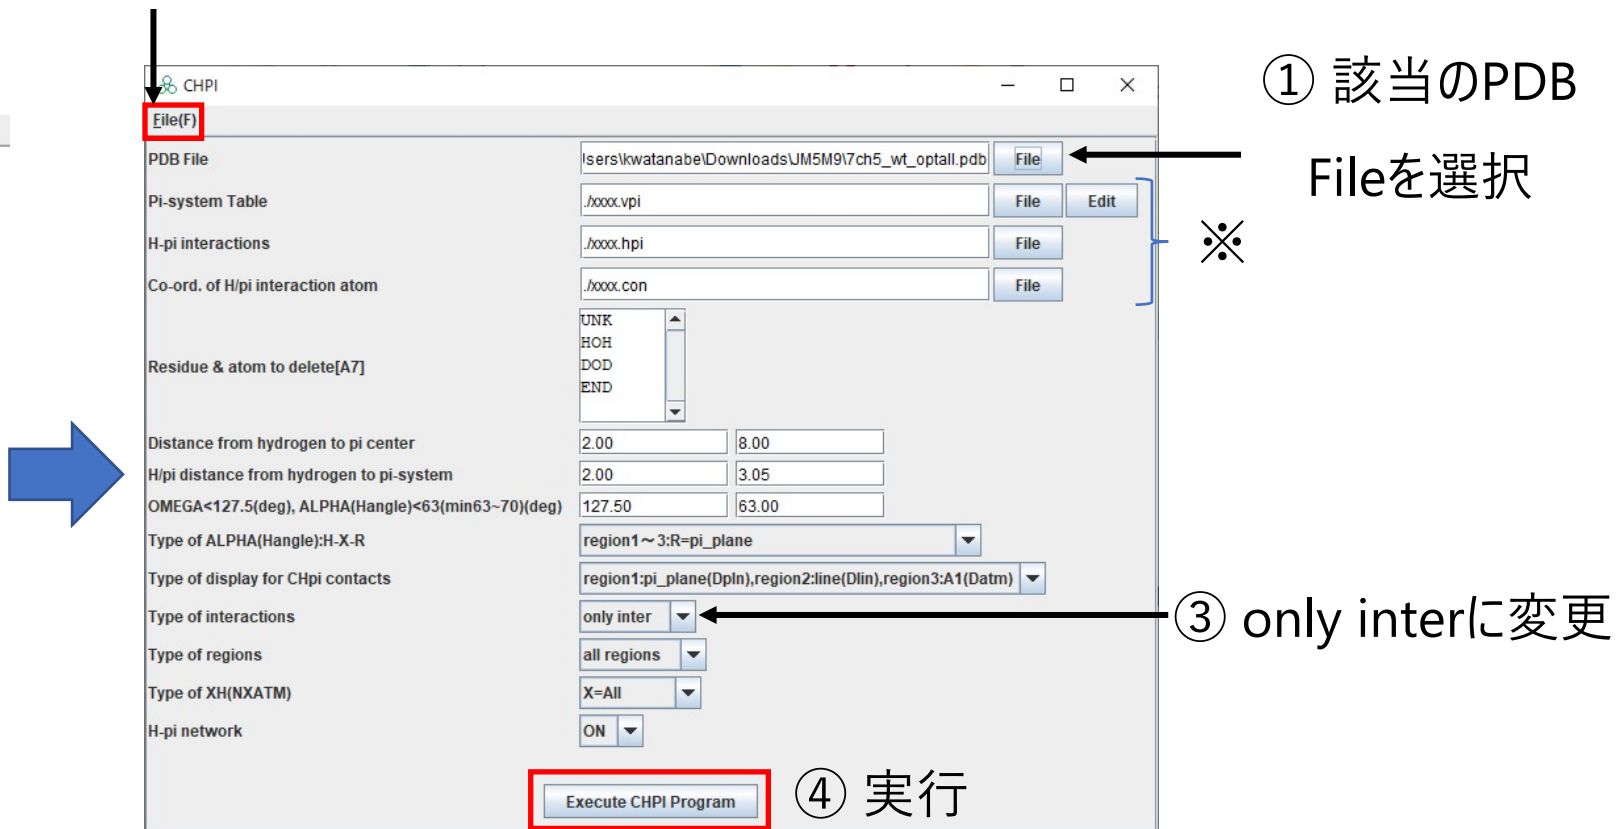 CHPI
① 該当のPDB
File(F)
PDB File
Isers\kwatanabe\Downloads\JM5M9\7ch5_wt_optall.pdb
File
Fileを選択
Pi-system Table
./xxxx.vpi
File
Edit
H-pi interactions
./xxxx.hpi
File
※
Co-ord. of H/pi interaction atom
./xxxx.con
File
Residue & atom to delete[A7]
UNK
HOH
DOD
END
Distance from hydrogen to pi center
2.00
8.00
H/pi distance from hydrogen to pi-system
2.00
3.05
OMEGA<127.5(deg), ALPHA(Hangle)<63(min63~70)(deg)
127.50
63.00
Type of ALPHA(Hangle):H-X-R
region1～3:R=pi_plane
Type of display for CHpi contacts
region1:pi_plane(Dpln),region2:line(Dlin),region3:A1(Datm)
Type of interactions
only inter
③ only interに変更
Type of regions
all regions
Type of XH(NXATM)
X=All
H-pi network
ON
Execute CHPI Program
④ 実行